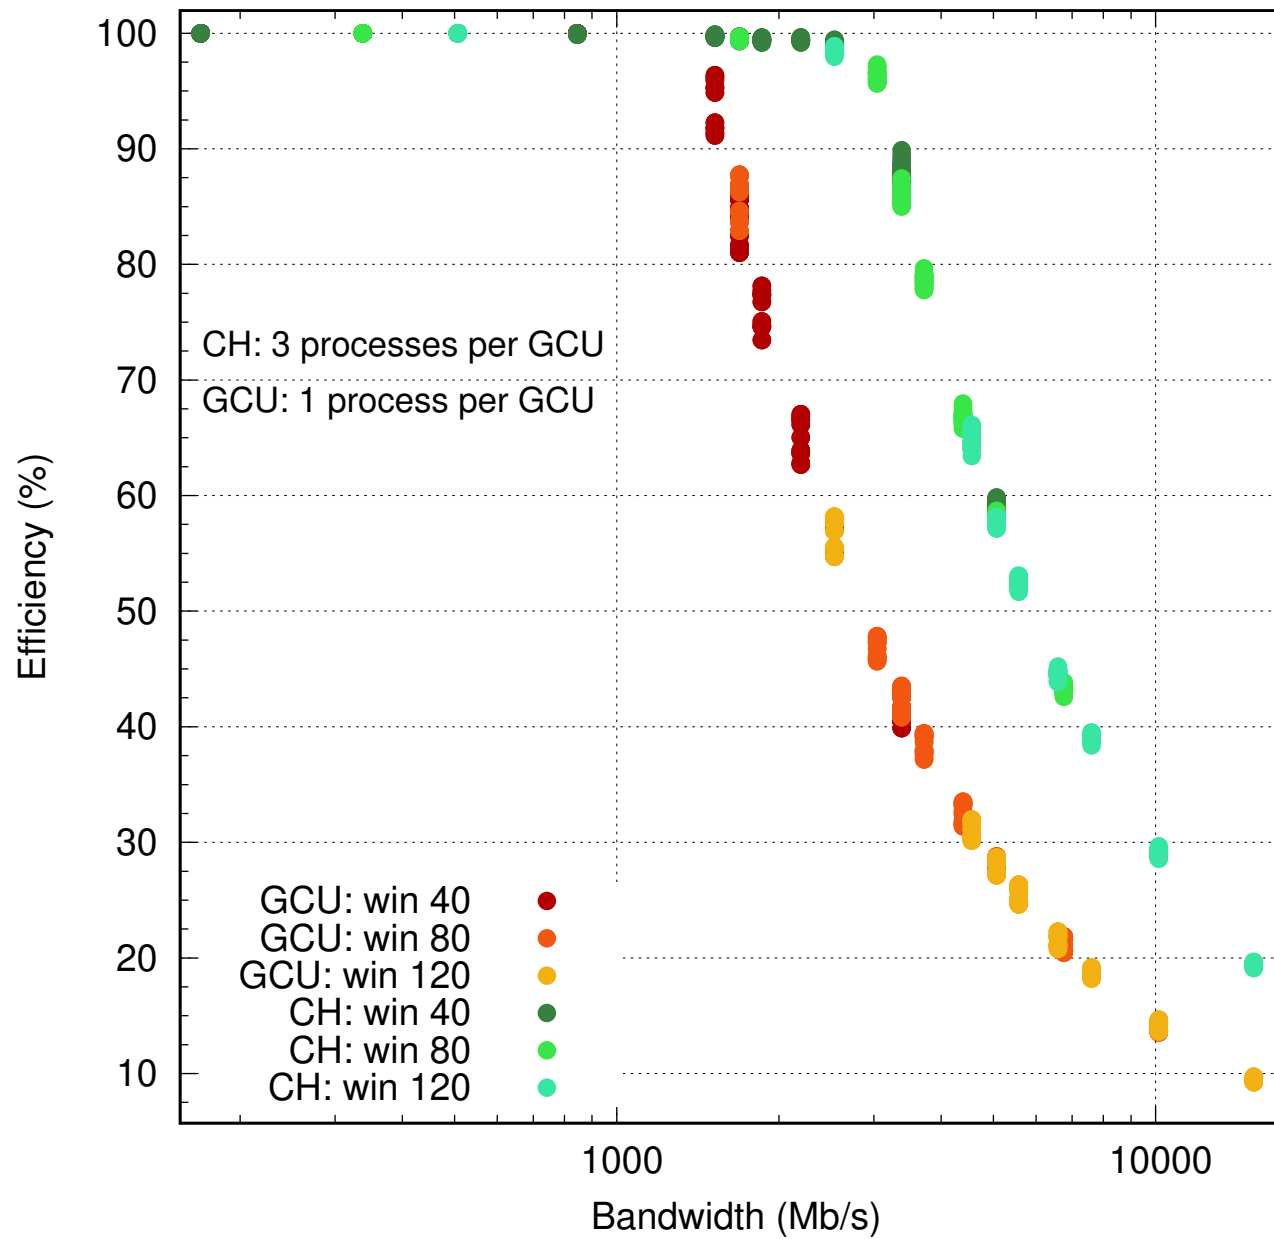 100
90
80
70
60
50
40
30
20
10
Efficiency (%)
CH: 3 processes per GCU
GCU: 1 process per GCU
GCU: win 40
GCU: win 80
GCU: win 120
CH: win 40
CH: win 80
CH: win 120
1000 10000
Bandwidth (Mb/s)